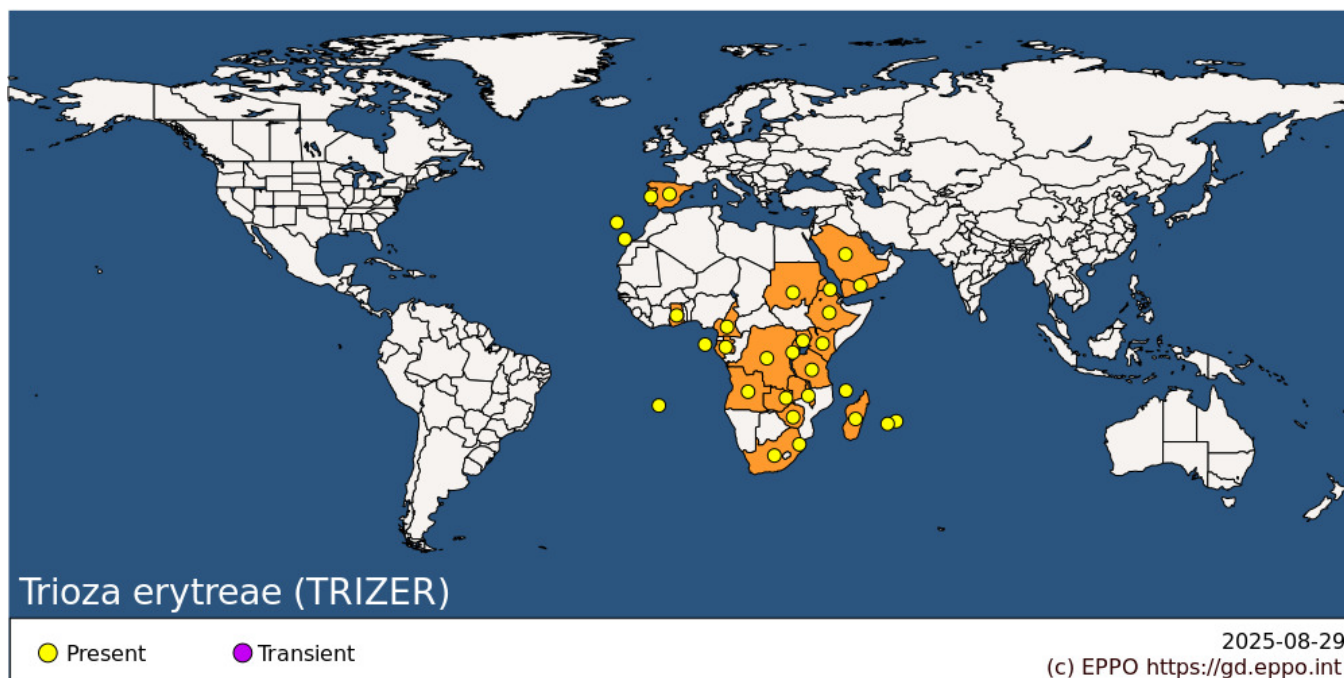 Trioza erytreae (TRIZER)
Present
Transient
2025-08-29
(c) EPPO https://gd.eppo.int